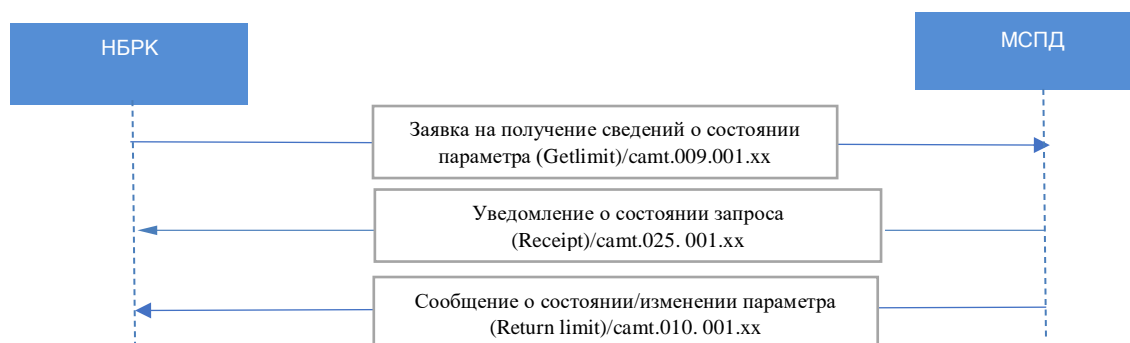 НБРК
МСПД
Заявка на получение сведений о состоянии
параметра (Getlimit)/camt.009.001.xx
Уведомление о состоянии запроса
(Receipt)/camt.025. 001.xx
Сообщение о состоянии/изменении параметра
(Return limit)/camt.010. 001.xx